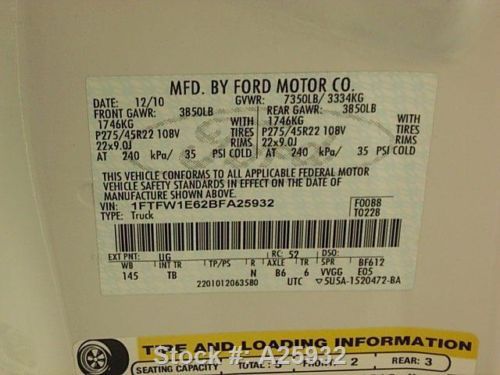 MFD. BY FORD MOTOR CO.
DATE: 12/10 GVWR: 7350LB/ 3334KG
FRONT GAWR: 3850LB REAR GAWR: 3850LB
1746KG WITH 1746KG WITH
P275/45R22 108V TIRES P275/45R22 108V TIRES
22x9.0J RIMS 22x9.0J RIMS
AT 240 kPa/ 35 PSI COLD AT 240 kPa/ 35 PSI COLD
THIS VEHICLE CONFORMS TO ALL APPLICABLE FEDERAL MOTOR
VEHICLE SAFETY STANDARDS IN EFFECT ON THE DATE OF
MANUFACTURE SHOWN ABOVE.
VIN: 1FTFW1E62BFA25932 F0088
TYPE: Truck T0228
EXT PNT: UG RC: 52 DSO:
WB INT TR TP/PS R AXLE TR SPR BF612
145 TB N B6 6 VVGG E05
2201012063580 UTC 5U5A-1520472-BA
TIRE AND LOADING INFORMATION
SEATING CAPACITY Total: 5 FRONT: 2 REAR: 3
Stock #: A25932